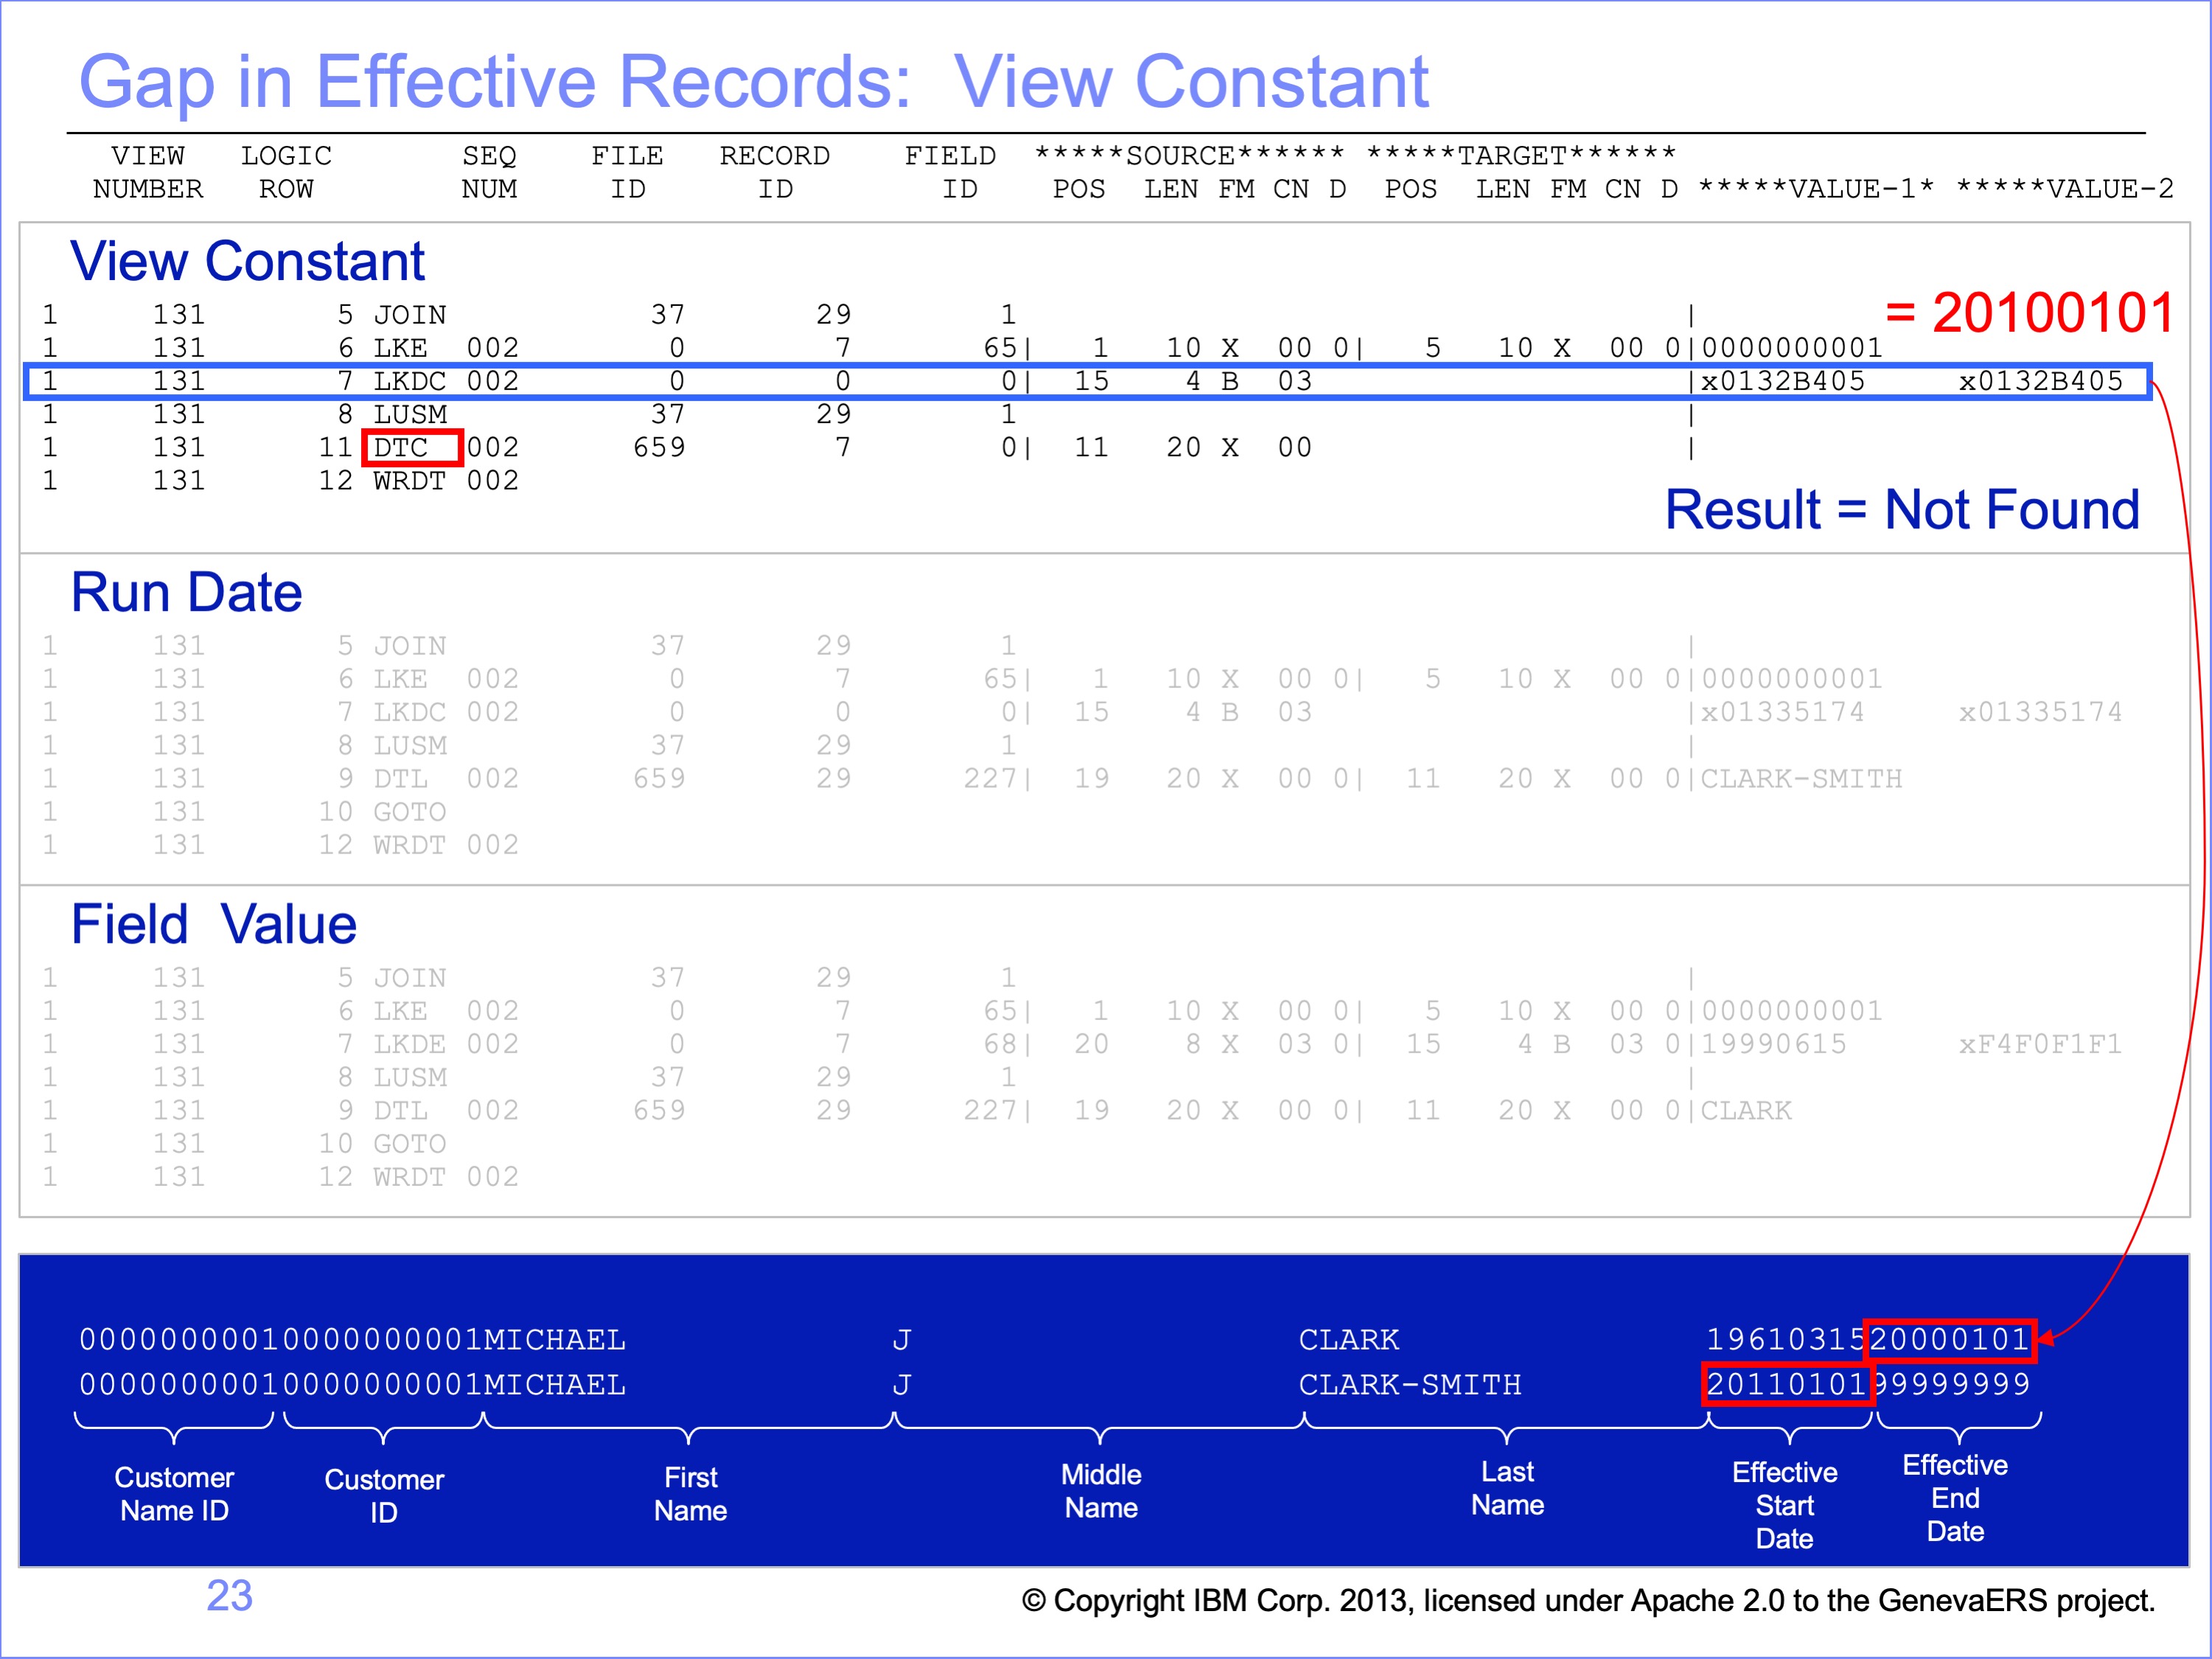 Gap in Effective Records:  View Constant
VIEW LOGIC SEQ FILE RECORD FIELD *****SOURCE****** *****TARGET******
NUMBER ROW NUM ID ID ID POS LEN FM CN D POS LEN FM CN D *****VALUE-1* *****VALUE-2
View Constant
= 20100101
1 131 5 JOIN 37 29 1 |
1 131 6 LKE 002 0 7 65| 1 10 X 00 0| 5 10 X 00 0|0000000001
1 131 7 LKDC 002 0 0 0| 15 4 B 03 |x0132B405 x0132B405
1 131 8 LUSM 37 29 1 |
1 131 11 DTC 002 659 7 0| 11 20 X 00 |
1 131 12 WRDT 002
Result = Not Found
Run Date
1 131 5 JOIN 37 29 1 |
1 131 6 LKE 002 0 7 65| 1 10 X 00 0| 5 10 X 00 0|0000000001
1 131 7 LKDC 002 0 0 0| 15 4 B 03 |x01335174 x01335174
1 131 8 LUSM 37 29 1 |
1 131 9 DTL 002 659 29 227| 19 20 X 00 0| 11 20 X 00 0|CLARK-SMITH
1 131 10 GOTO
1 131 12 WRDT 002
Field  Value
1 131 5 JOIN 37 29 1 |
1 131 6 LKE 002 0 7 65| 1 10 X 00 0| 5 10 X 00 0|0000000001
1 131 7 LKDE 002 0 7 68| 20 8 X 03 0| 15 4 B 03 0|19990615 xF4F0F1F1
1 131 8 LUSM 37 29 1 |
1 131 9 DTL 002 659 29 227| 19 20 X 00 0| 11 20 X 00 0|CLARK
1 131 10 GOTO
1 131 12 WRDT 002
00000000010000000001MICHAEL J CLARK 1961031520000101
00000000010000000001MICHAEL J CLARK-SMITH 2011010199999999
Customer
Name ID
Customer
ID
First
Name
Middle
Name
Last
Name
Effective
Start
Date
Effective
End
Date
23
© Copyright IBM Corp. 2013, licensed under Apache 2.0 to the GenevaERS project.